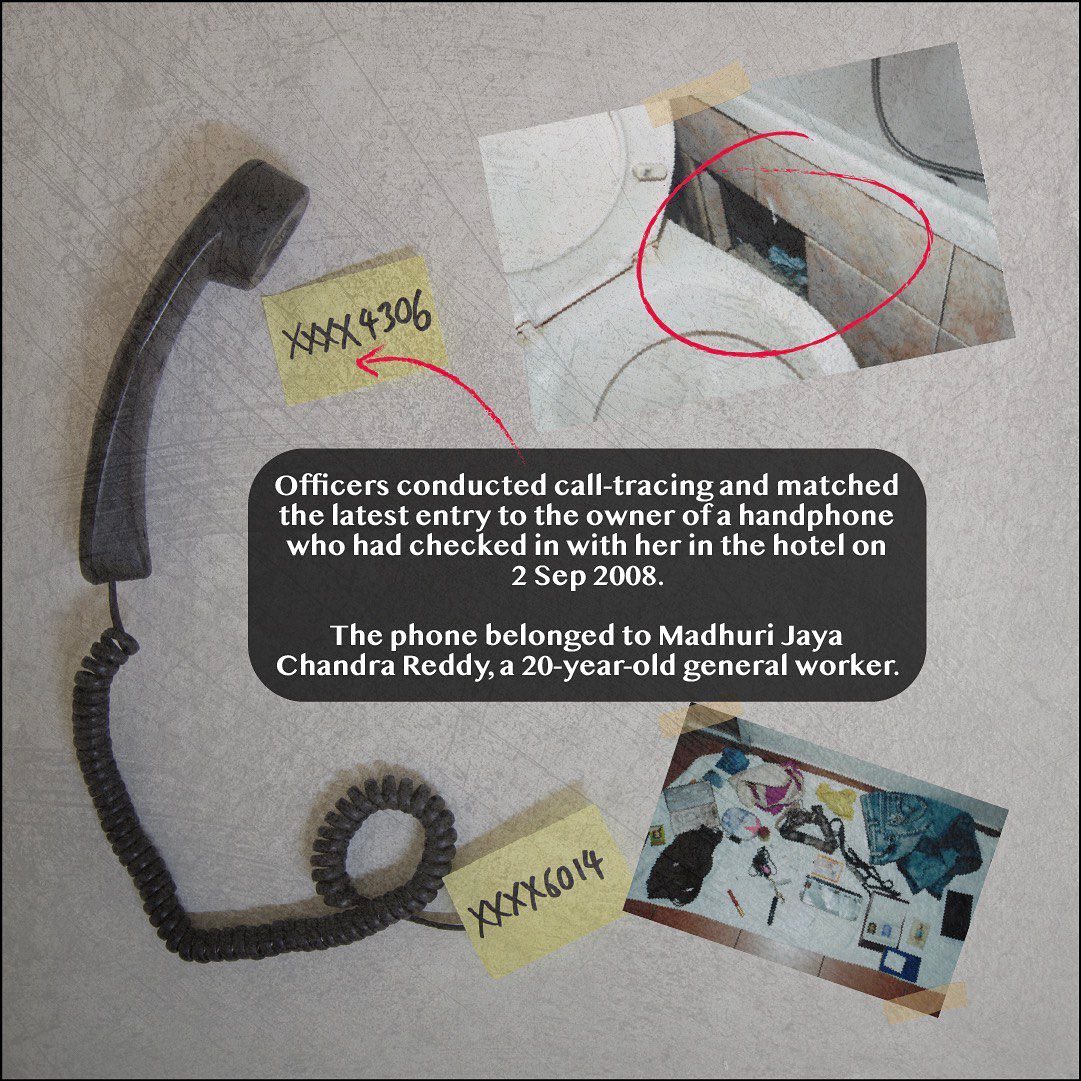 XXXX4306
Officers conducted call-tracing and matched
the latest entry to the owner of a handphone
who had checked in with her in the hotel on
2 Sep 2008.
The phone belonged to Madhuri Jaya
Chandra Reddy, a 20-year-old general worker.
XXXX6014